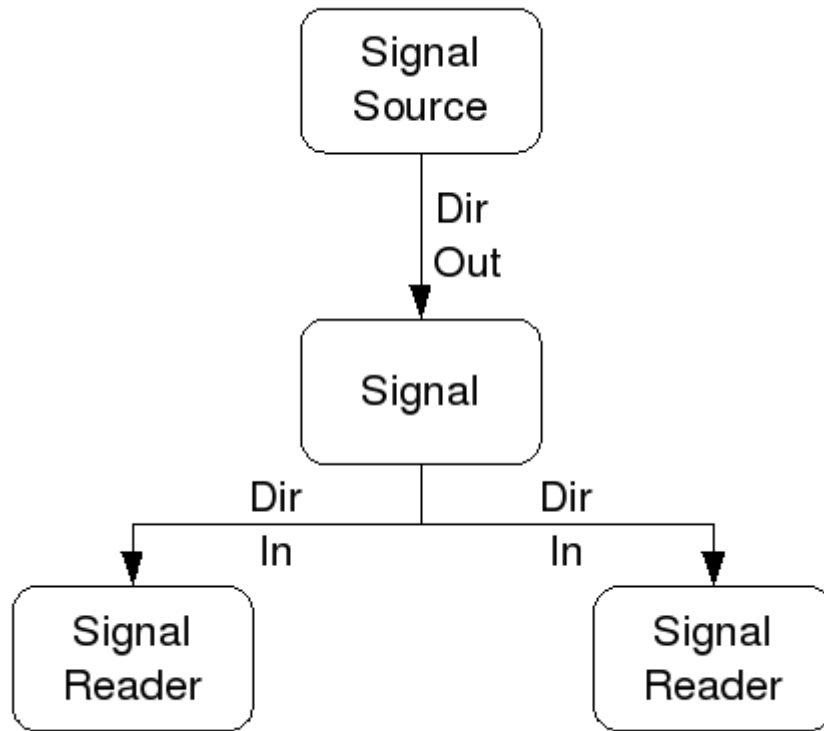 Signal
Source
Dir
Out
Signal
Dir
In
Dir
In
Signal
Reader
Signal
Reader